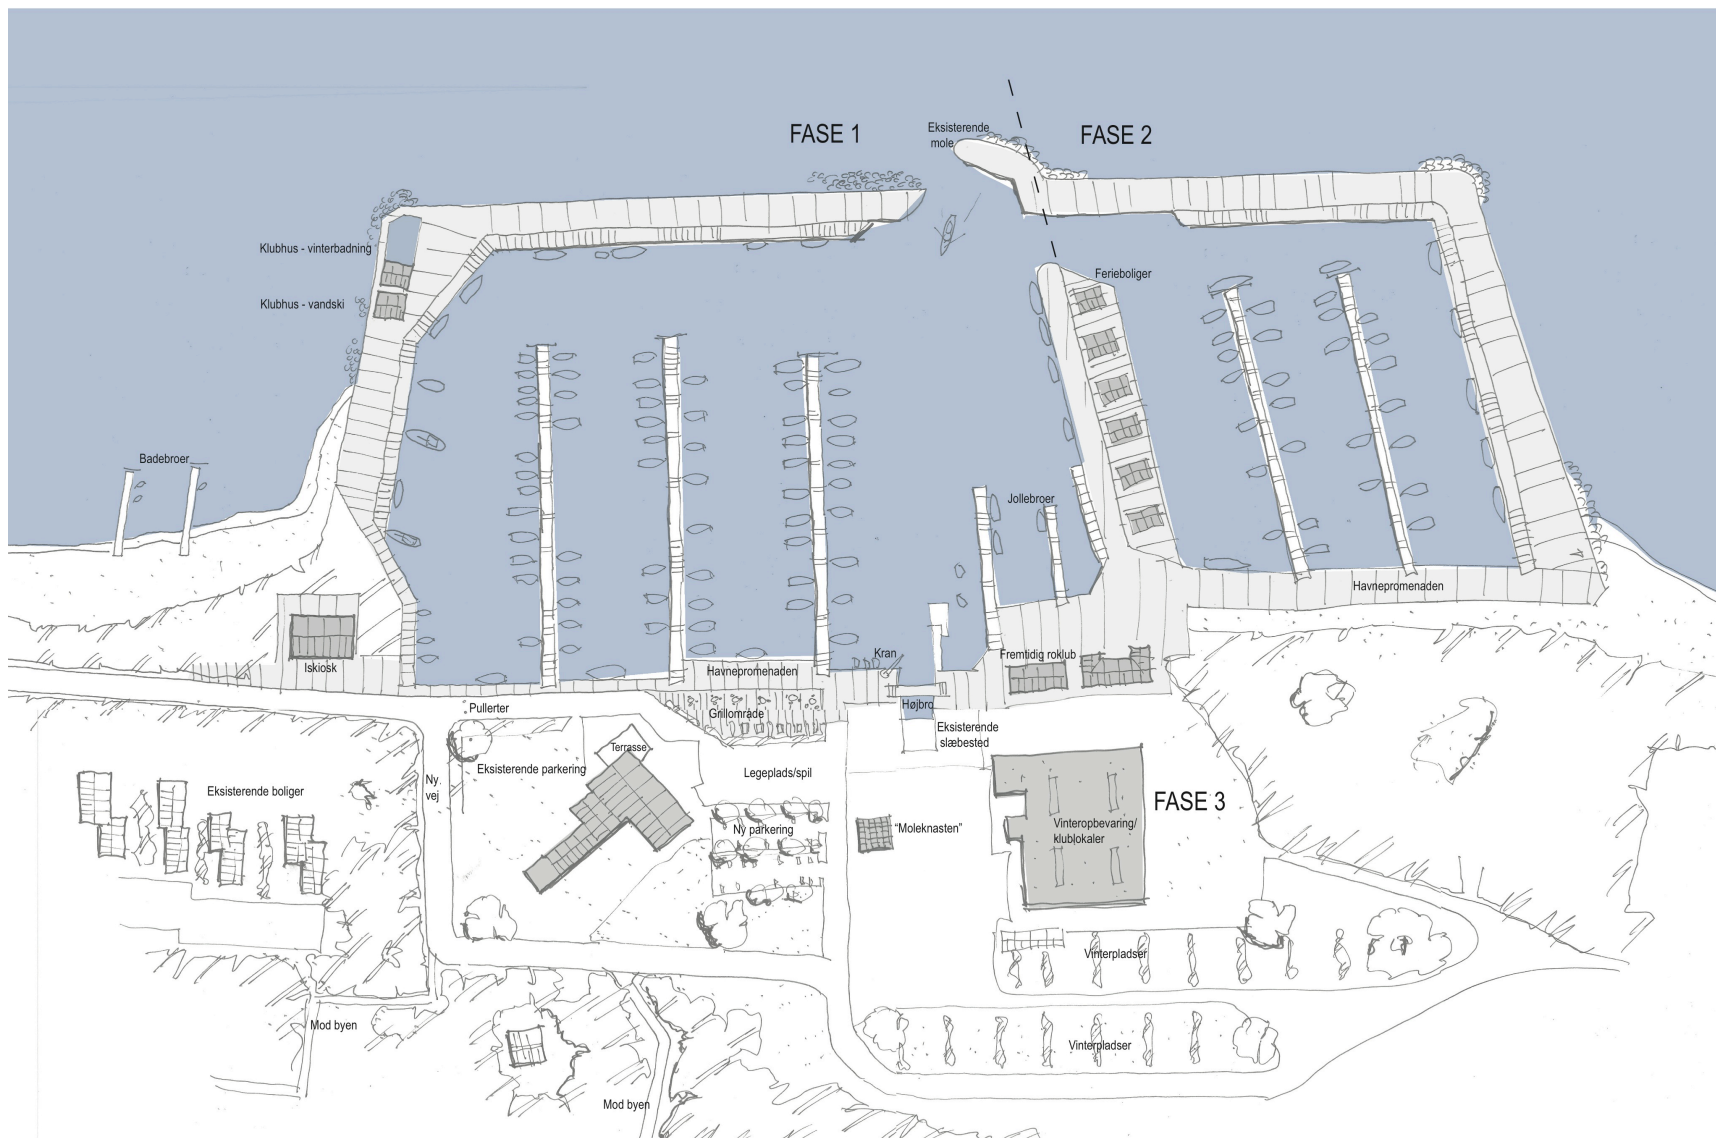 FASE 1
Eksisterende
mole
FASE 2
Klubhus - vinterbadning
Klubhus - vandski
Ferieboliger
Badebroer
Jollebroer
Havnepromenaden
Iskiosk
Havnepromenaden
Kran
Fremtidig roklub
Pullerter
Grillområde
Højbro
Eksisterende
slæbested
Terrasse
Eksisterende parkering
Legeplads/spil
Ny
vej
Eksisterende boliger
FASE 3
Ny parkering
"Moleknasten"
Vinteropbevaring/
klublokaler
Vinterpladser
Mod byen
Vinterpladser
Mod byen